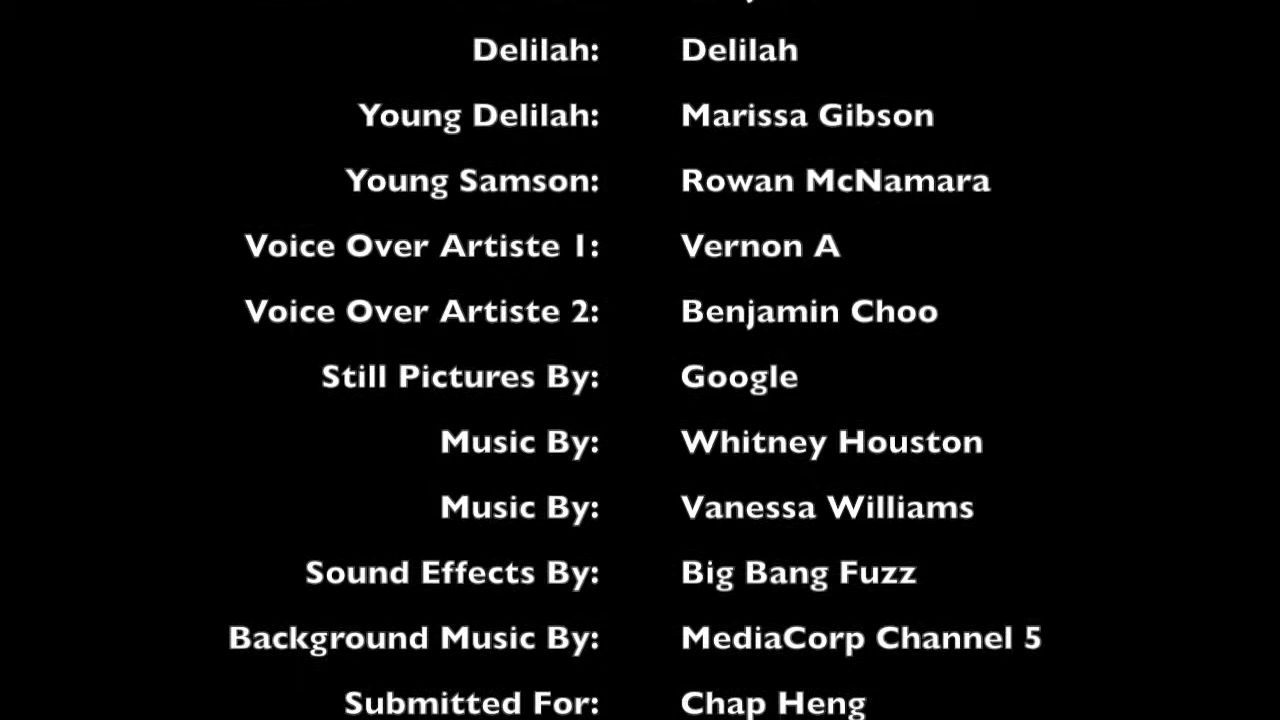 Delilah: Delilah
Young Delilah: Marissa Gibson
Young Samson: Rowan McNamara
Voice Over Artiste 1: Vernon A
Voice Over Artiste 2: Benjamin Choo
Still Pictures By: Google
Music By: Whitney Houston
Music By: Vanessa Williams
Sound Effects By: Big Bang Fuzz
Background Music By: MediaCorp Channel 5
Submitted For: Chap Heng